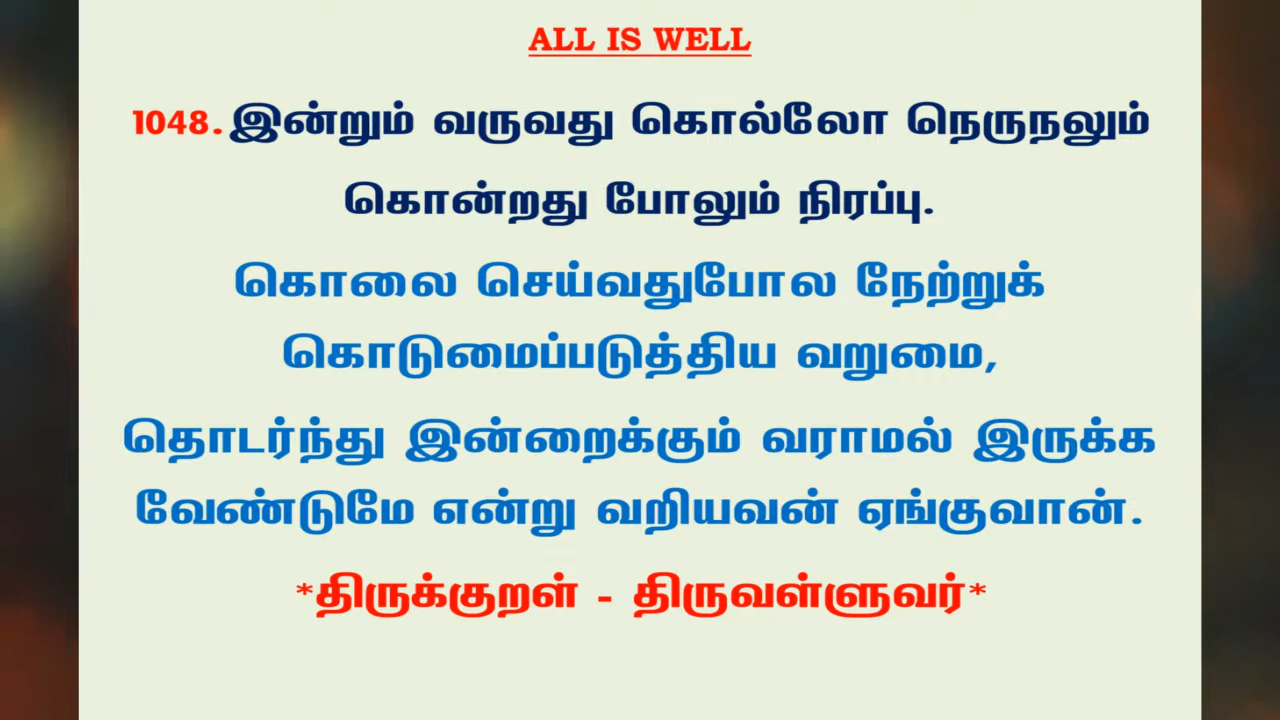 ALL IS WELL
1048. இன்றும் வருவது கொல்லோ நெருநலும்
கொன்றது போலும் நிரப்பு.
கொலை செய்வதுபோல நேற்றுக்
கொடுமைப்படுத்திய வறுமை,
தொடர்ந்து இன்றைக்கும் வராமல் இருக்க
வேண்டுமே என்று வறியவன் ஏங்குவான்.
*திருக்குறள் - திருவள்ளுவர்*